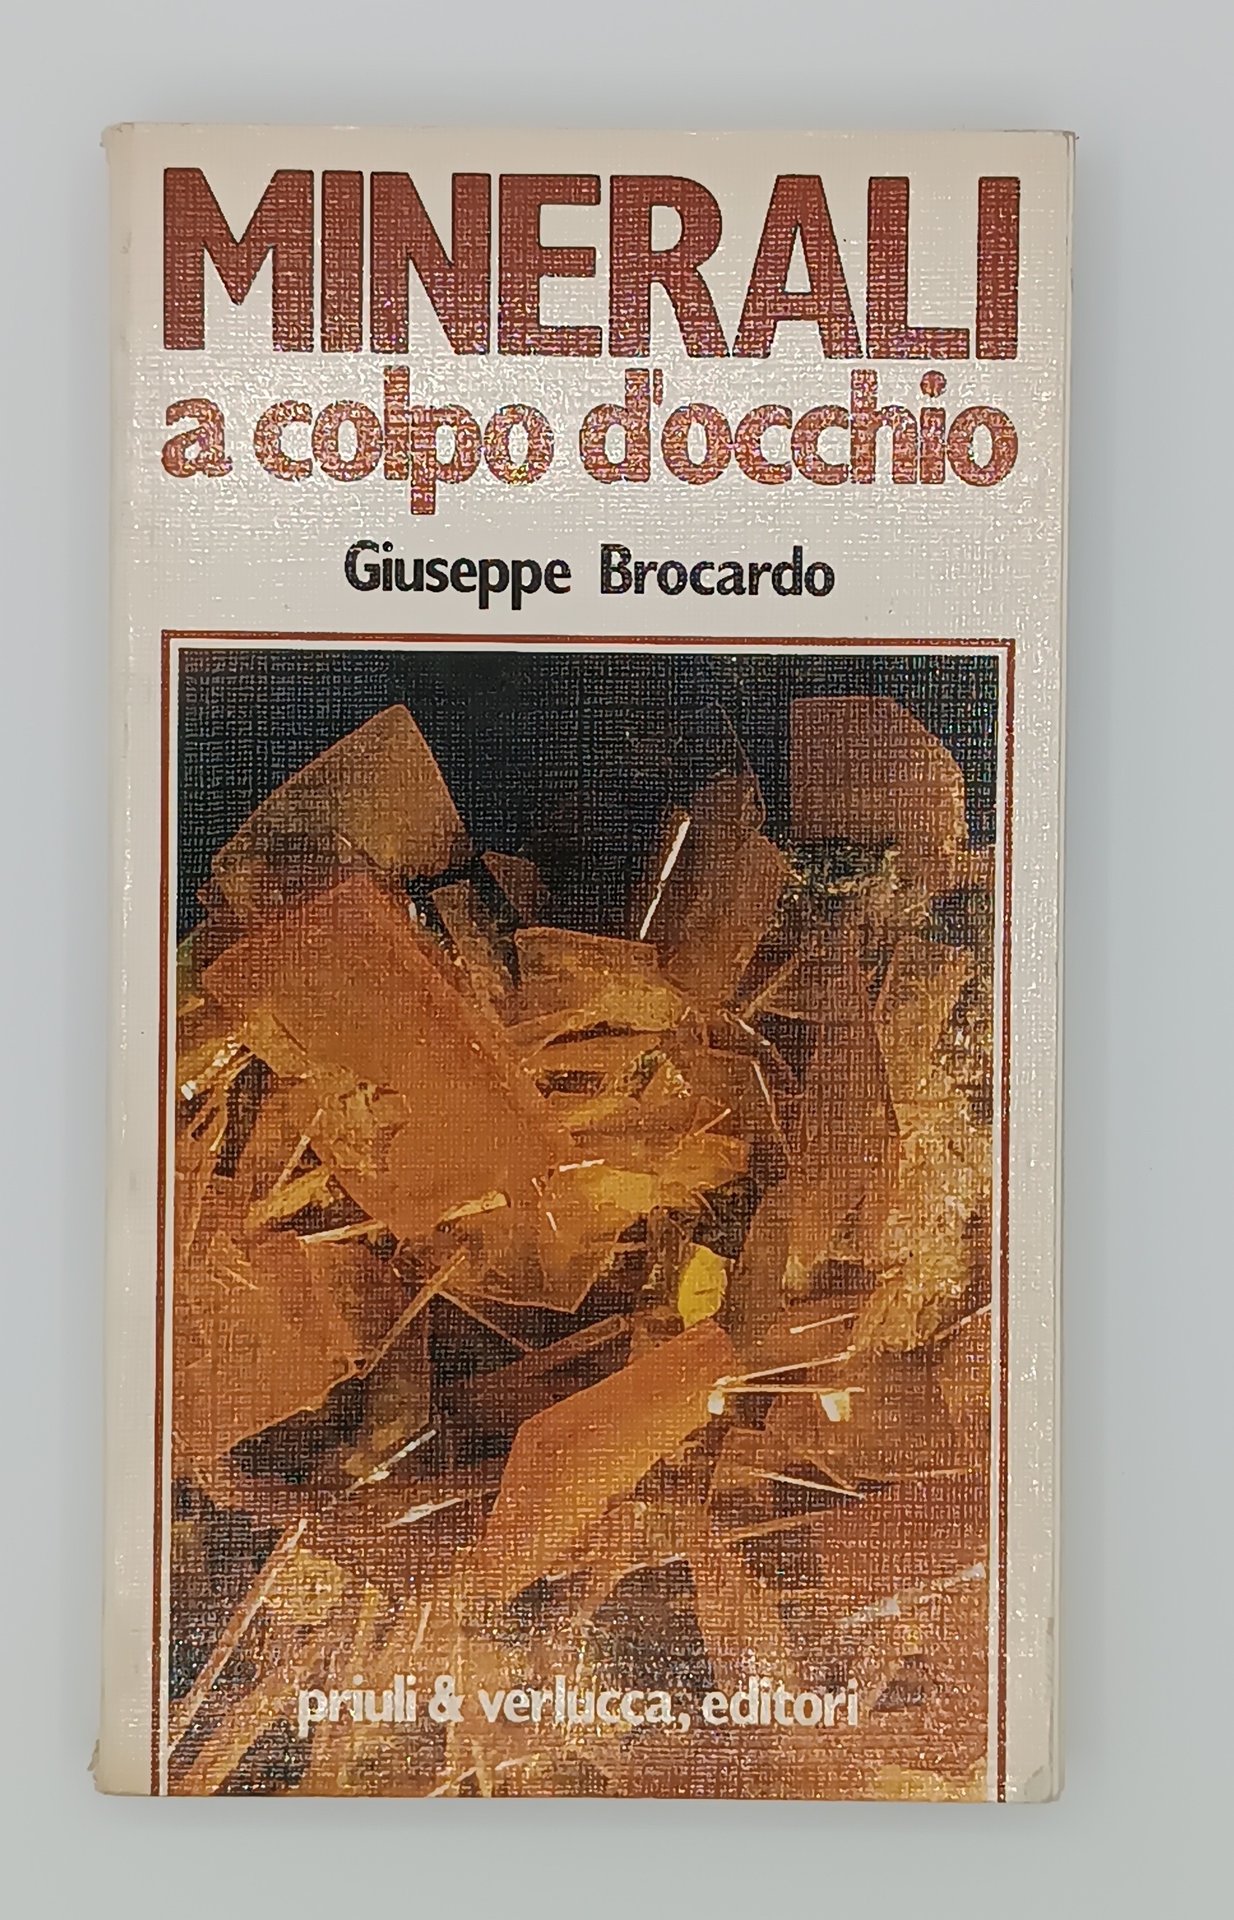 MINERALI
a colpo d'occhio
Giuseppe Brocardo
priuli & verlucca, editori